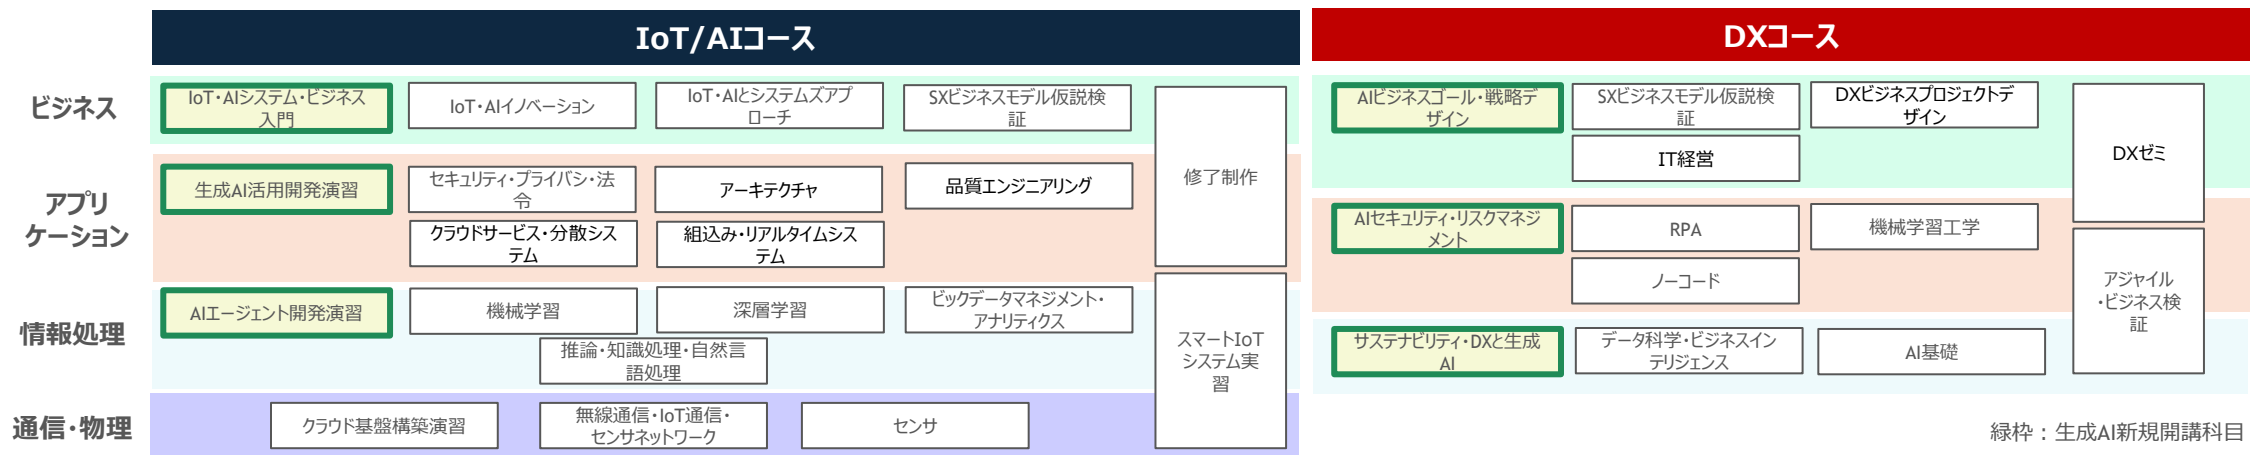 IoT/AIコース
DXコース
ビジネス
IoT・AIシステム・ビジネス
入門
IoT・AIイノベーション
IoT・AIとシステムズアプ
ローチ
SXビジネスモデル仮説検
証
修了制作
アプリ
ケーション
生成AI活用開発演習
セキュリティ・プライバシ・法
令
アーキテクチャ
品質エンジニアリング
クラウドサービス・分散シス
テム
組込み・リアルタイムシス
テム
情報処理
AIエージェント開発演習
機械学習
深層学習
ビックデータマネジメント・
アナリティクス
推論・知識処理・自然言
語処理
スマートIoT
システム実
習
通信・物理
クラウド基盤構築演習
無線通信・IoT通信・
センサネットワーク
センサ
AIビジネスゴール・戦略デ
ザイン
SXビジネスモデル仮説検
証
DXビジネスプロジェクトデ
ザイン
IT経営
DXゼミ
AIセキュリティ・リスクマネジ
メント
RPA
機械学習工学
ノーコード
アジャイル
・ビジネス検
証
サステナビリティ・DXと生成
AI
データ科学・ビジネスイン
テリジェンス
AI基礎
緑枠：生成AI新規開講科目